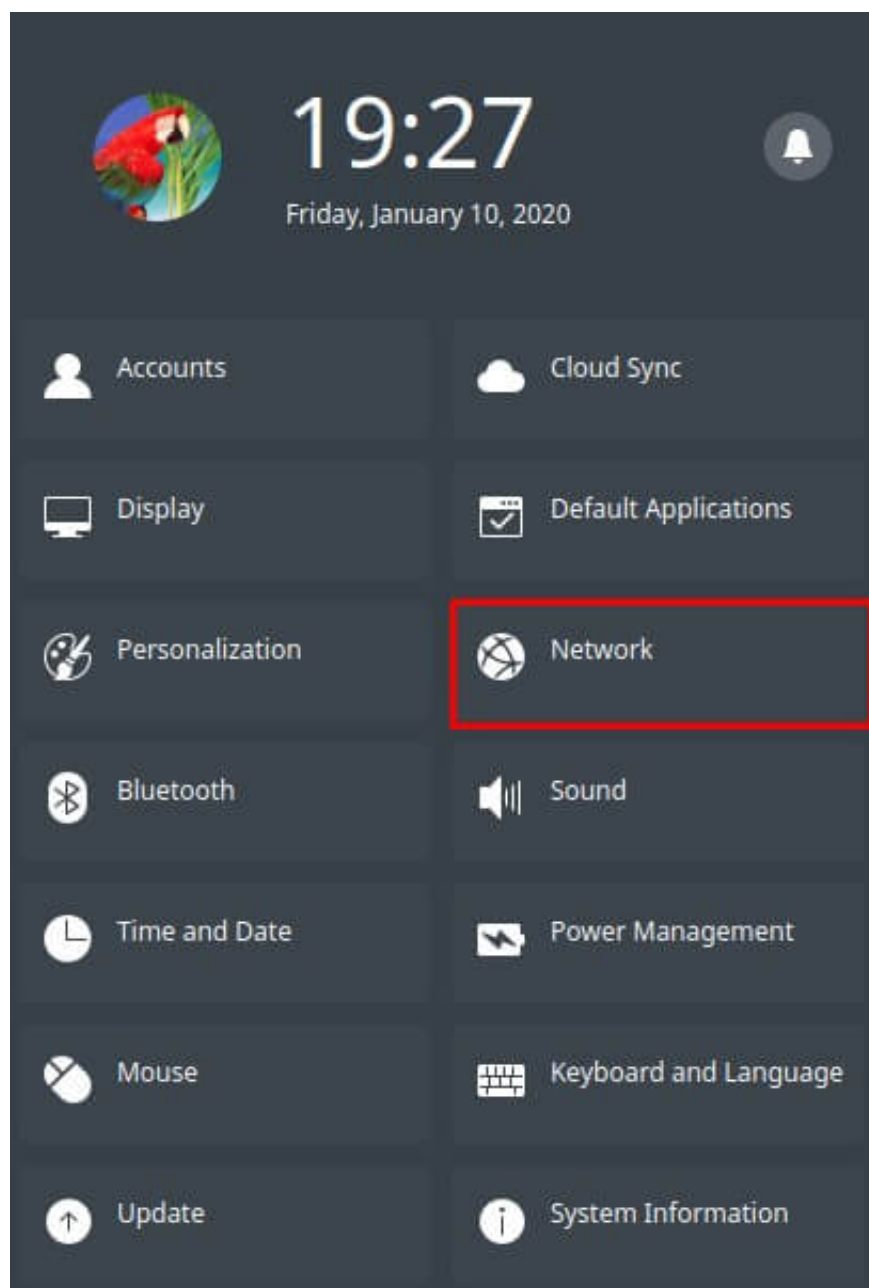 19:27
Friday, January 10, 2020
Accounts
Cloud Sync
Display
Default Applications
Personalization
Network
Bluetooth
Sound
Time and Date
Power Management
Mouse
Keyboard and Language
Update
System Information